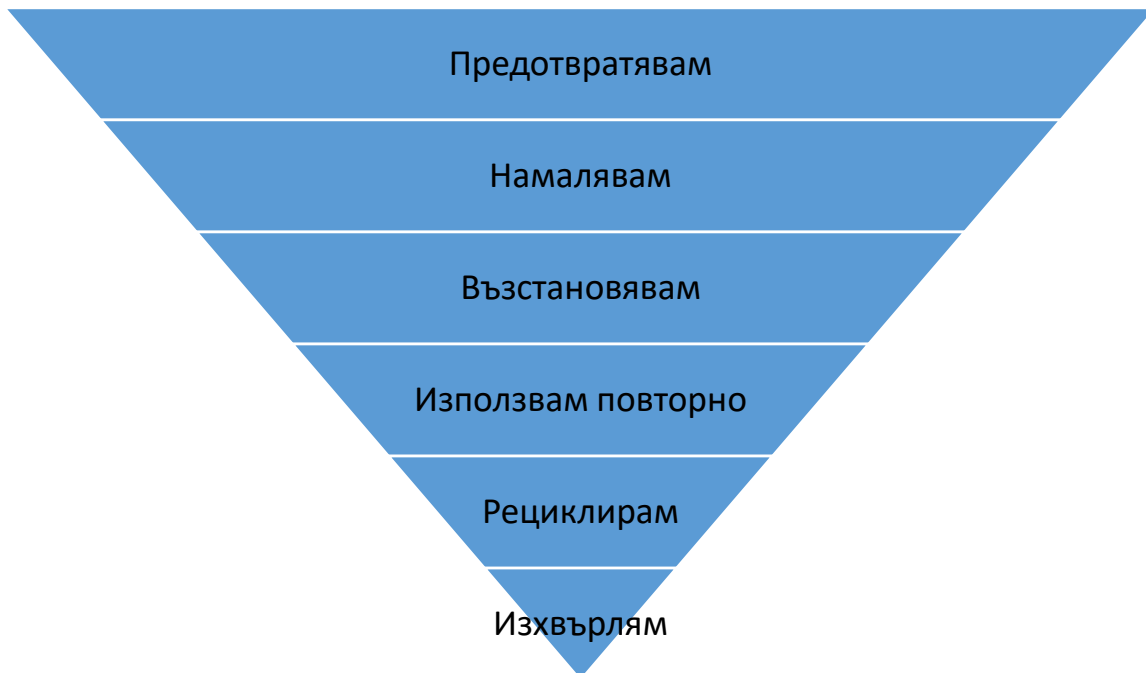 Предотвратявам
Намалявам
Възстановявам
Използвам повторно
Рециклирам
Изхвърлям